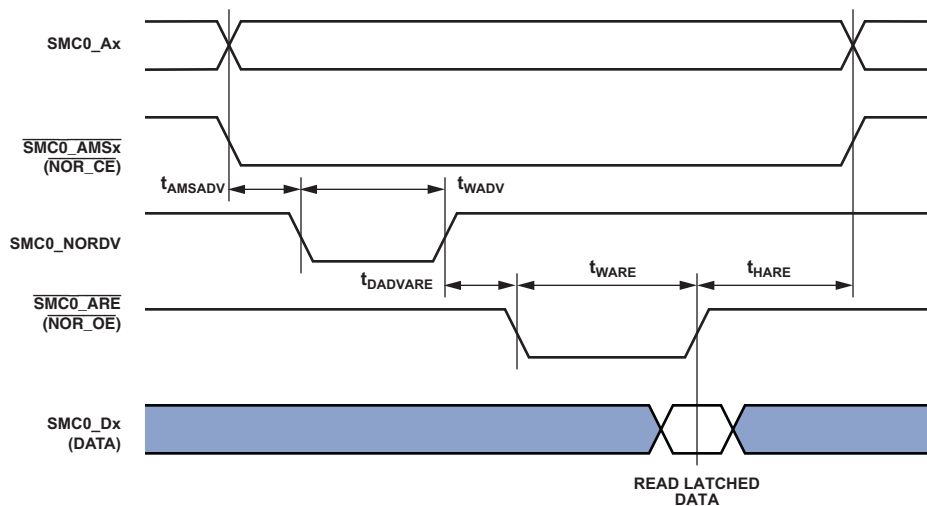 SMC0_Ax
SMC0_AMSx
(NOR_CE)
tAMSADV
tWADV
SMC0_NORDV
tDADVARE
tWARE
tHARE
SMC0_ARE
(NOR_OE)
SMC0_Dx
(DATA)
READ LATCHED
DATA